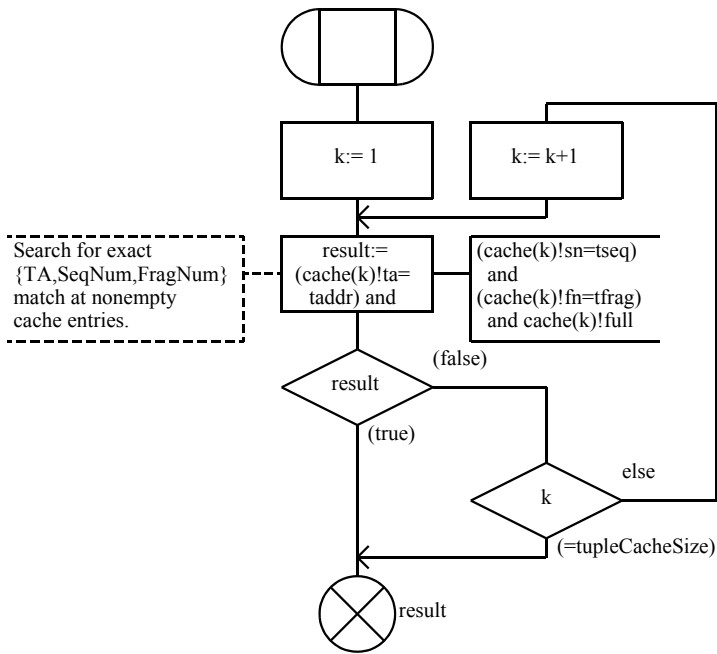 k:= 1
k:= k+1
Search for exact
{TA,SeqNum,FragNum}
match at nonempty
cache entries.
result:=
(cache(k)!ta=
taddr) and
(cache(k)!sn=tseq)
and
(cache(k)!fn=tfrag)
and cache(k)!full
(false)
result
(true)
else
k
(=tupleCacheSize)
result